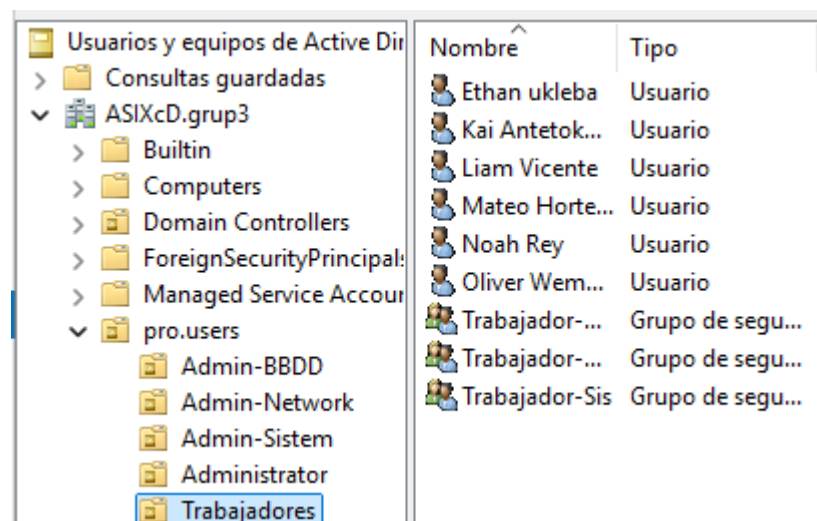 Usuarios y equipos de Active Dir
Consultas guardadas
ASIXcD.grup3
Builtin
Computers
Domain Controllers
ForeignSecurityPrincipals
Managed Service Accour
pro.users
Admin-BBDD
Admin-Network
Admin-Sistem
Administrator
Trabajadores
Nombre Tipo
Ethan ukleba Usuario
Kai Antetok... Usuario
Liam Vicente Usuario
Mateo Horte... Usuario
Noah Rey Usuario
Oliver Wem... Usuario
Trabajador-... Grupo de segu...
Trabajador-... Grupo de segu...
Trabajador-Sis Grupo de segu...